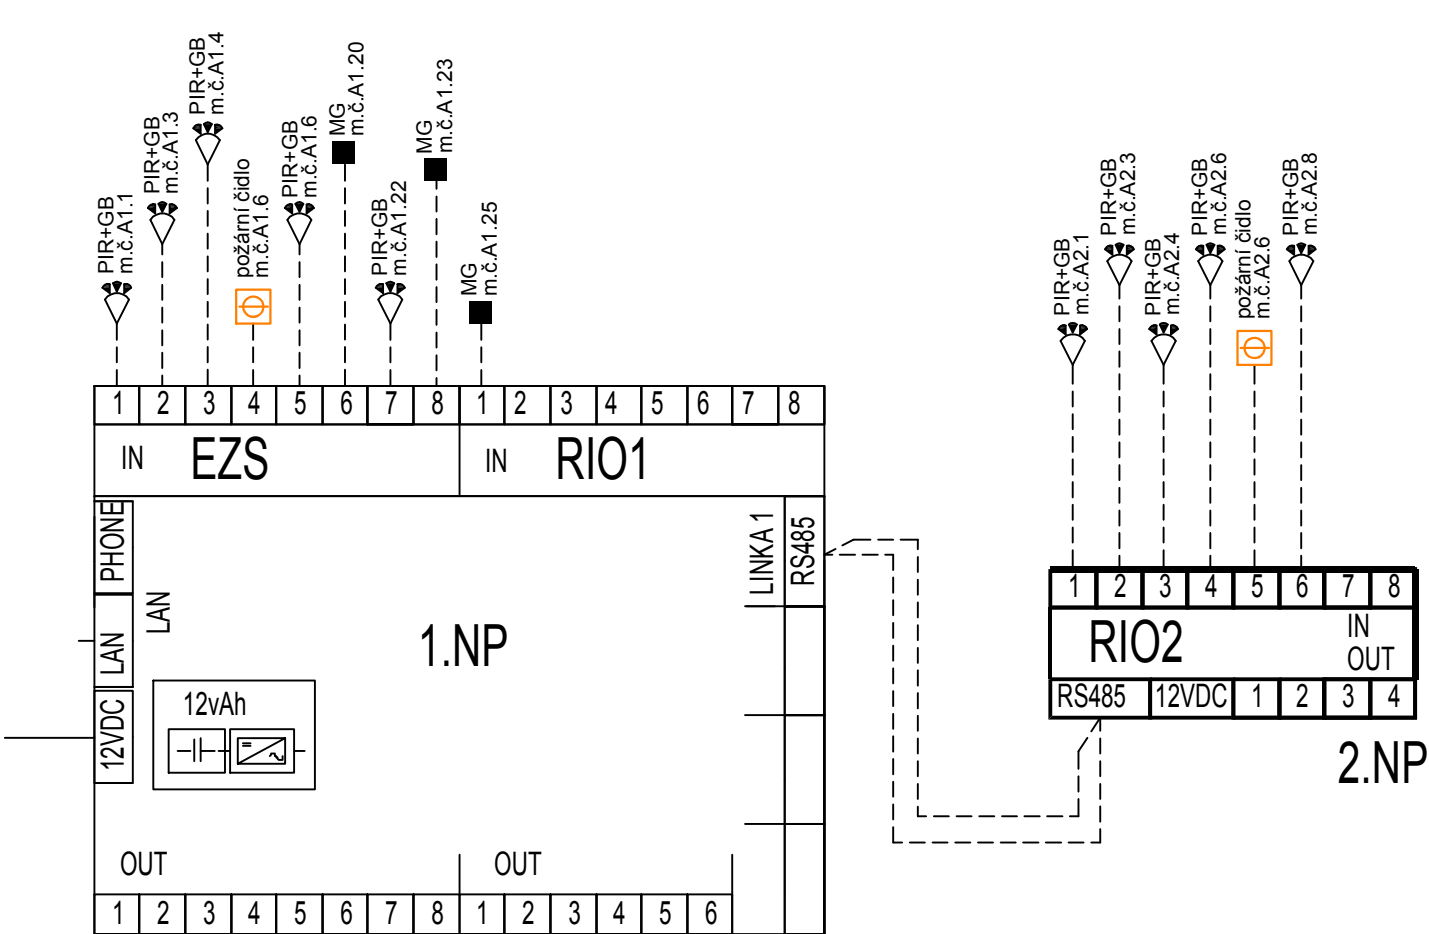 PIR+GB
m.č.A1.1
PIR+GB
m.č.A1.3
PIR+GB
m.č.A1.4
požární čidlo
m.č.A1.6
PIR+GB
m.č.A1.6
MG
m.č.A1.20
PIR+GB
m.č.A1.22
MG
m.č.A1.23
MG
m.č.A1.25
1 2 3 4 5 6 7 8 1 2 3 4 5 6 7 8
IN EZS IN RIO1
PHONE
LAN
LAN
12VDC
12vAh
1.NP
LINKA 1
RS485
OUT OUT
1 2 3 4 5 6 7 8 1 2 3 4 5 6
PIR+GB
m.č.A2.1
PIR+GB
m.č.A2.3
PIR+GB
m.č.A2.4
PIR+GB
m.č.A2.6
požární čidlo
m.č.A2.6
PIR+GB
m.č.A2.8
1 2 3 4 5 6 7 8
RIO2 IN
OUT
RS485 12VDC 1 2 3 4
2.NP